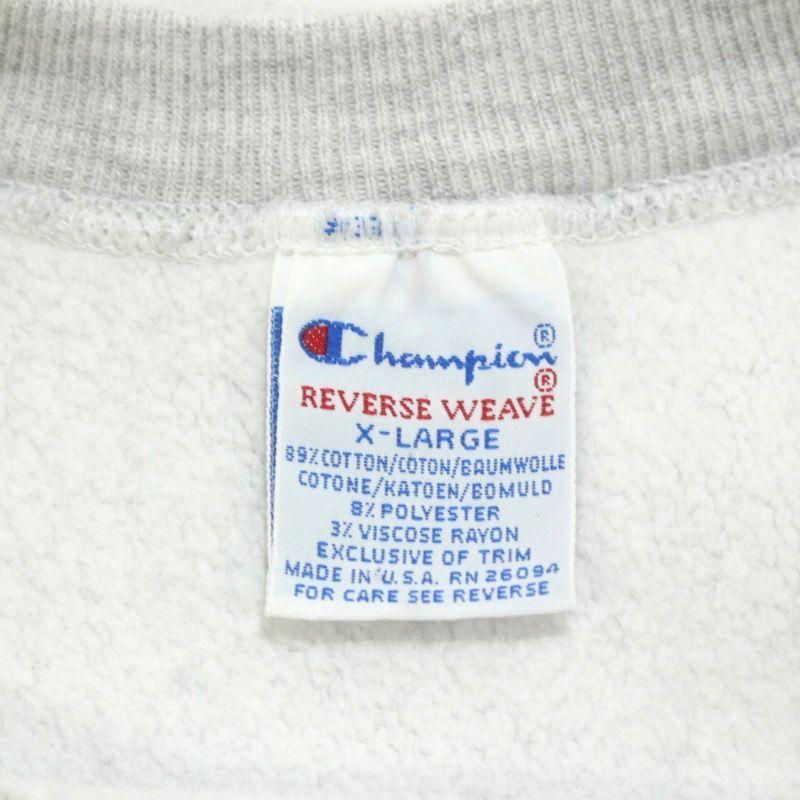 Champion®
REVERSE WEAVE®
X-LARGE
89% COTTON/COTON/BAUMWOLLE
COTONE/KATOEN/BOMULD
8% POLYESTER
3% VISCOSE RAYON
EXCLUSIVE OF TRIM
MADE IN U.S.A. RN 26094
FOR CARE SEE REVERSE